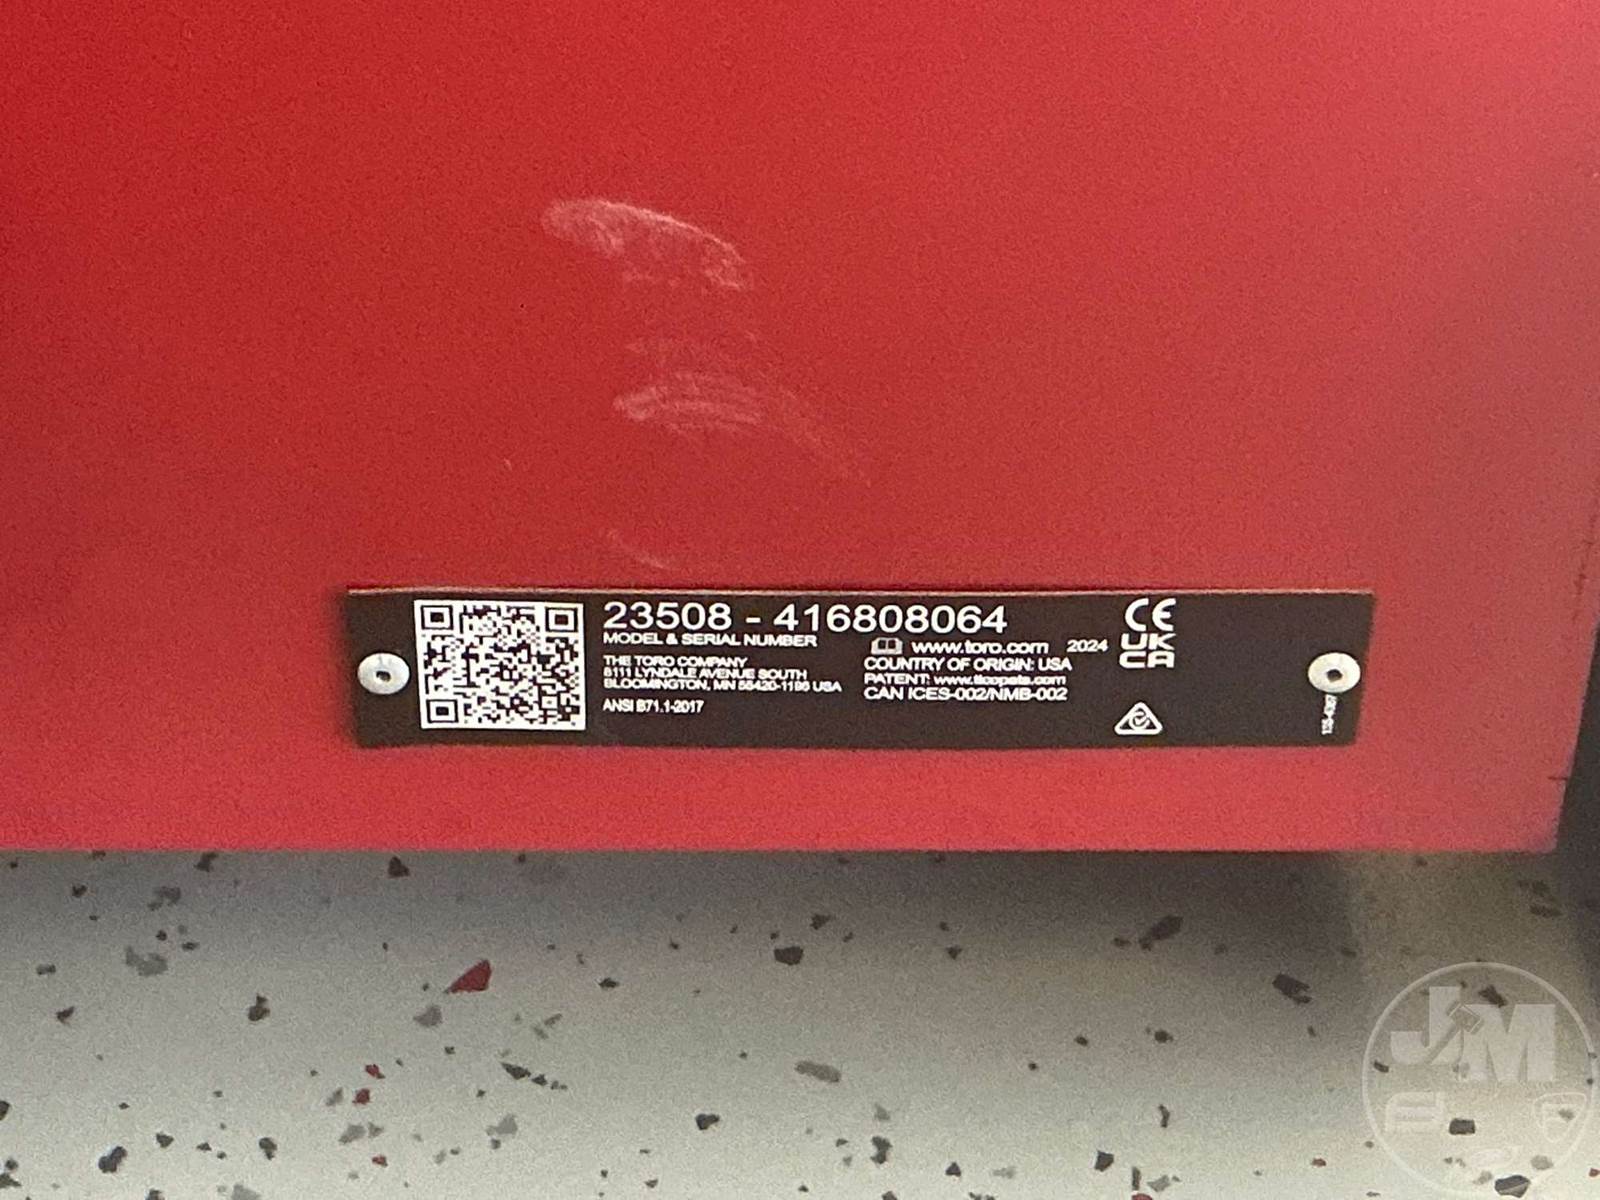 23508 - 416808064
MODEL & SERIAL NUMBER
www.toro.com 2024
THE TORO COMPANY
8111 LYNDALE AVENUE SOUTH
BLOOMINGTON, MN 55420-1196 USA
ANSI B71.1-2017
COUNTRY OF ORIGIN: USA
PATENT: www.ttcopats.com
CAN ICES-002/NMB-002
CE
UK
CA
JM